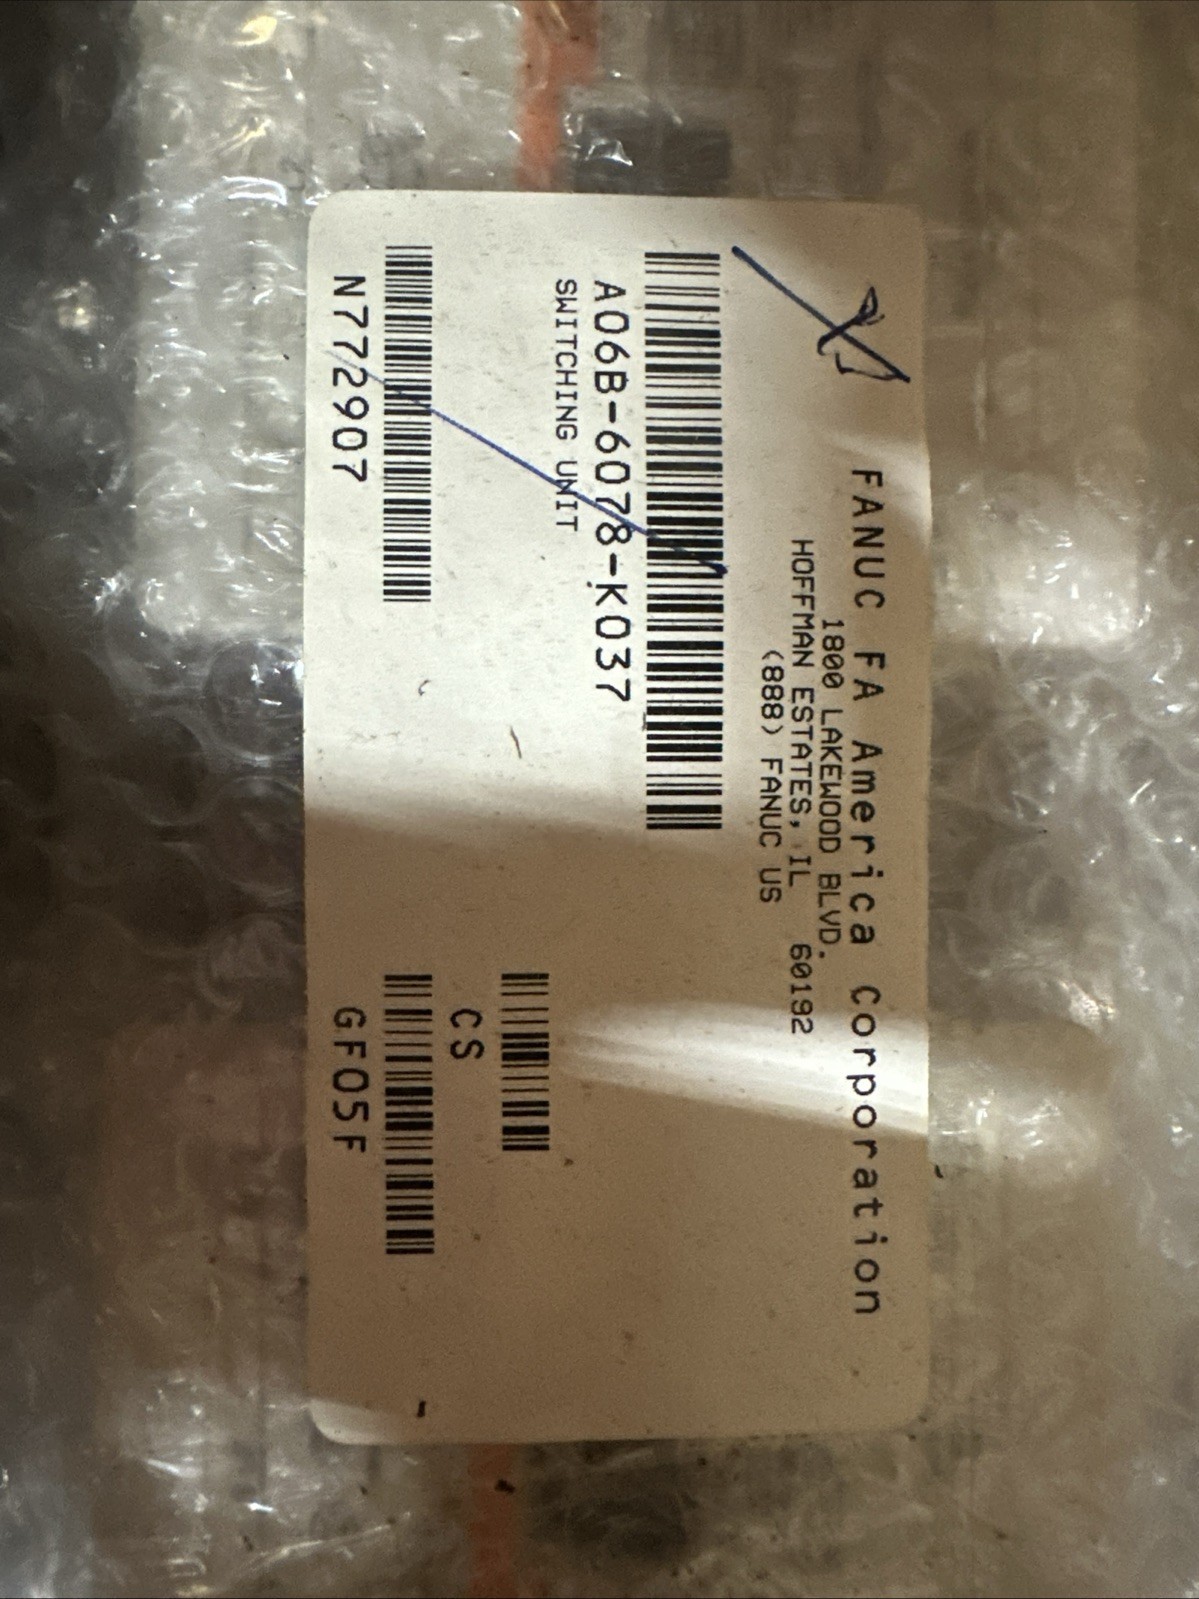 FANUC FA America Corporation
1800 LAKEWOOD BLVD.
HOFFMAN ESTATES, IL 60192
(888) FANUC US
A06B-6078-K037
SWITCHING UNIT
CS
N772907
GF05F